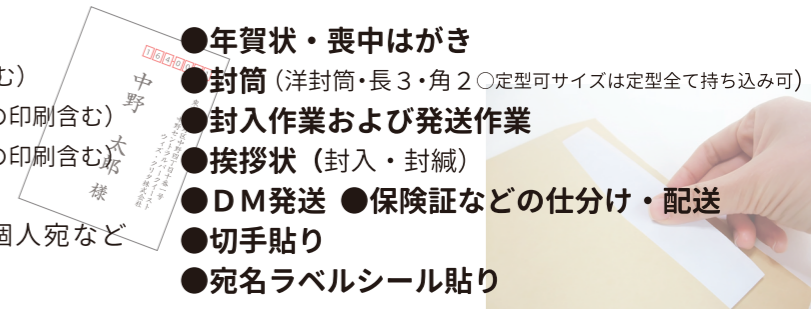 ●年賀状・喪中はがき
む）
●封筒（洋封筒・長３・角２○定型可サイズは定型全て持ち込み可）
の印刷含む）
●封入作業および発送作業
の印刷含む）
●挨拶状（封入・封緘）
●ＤＭ発送 ●保険証などの仕分け・配送
個人宛など
●切手貼り
●宛名ラベルシール貼り
中野 太郎 様